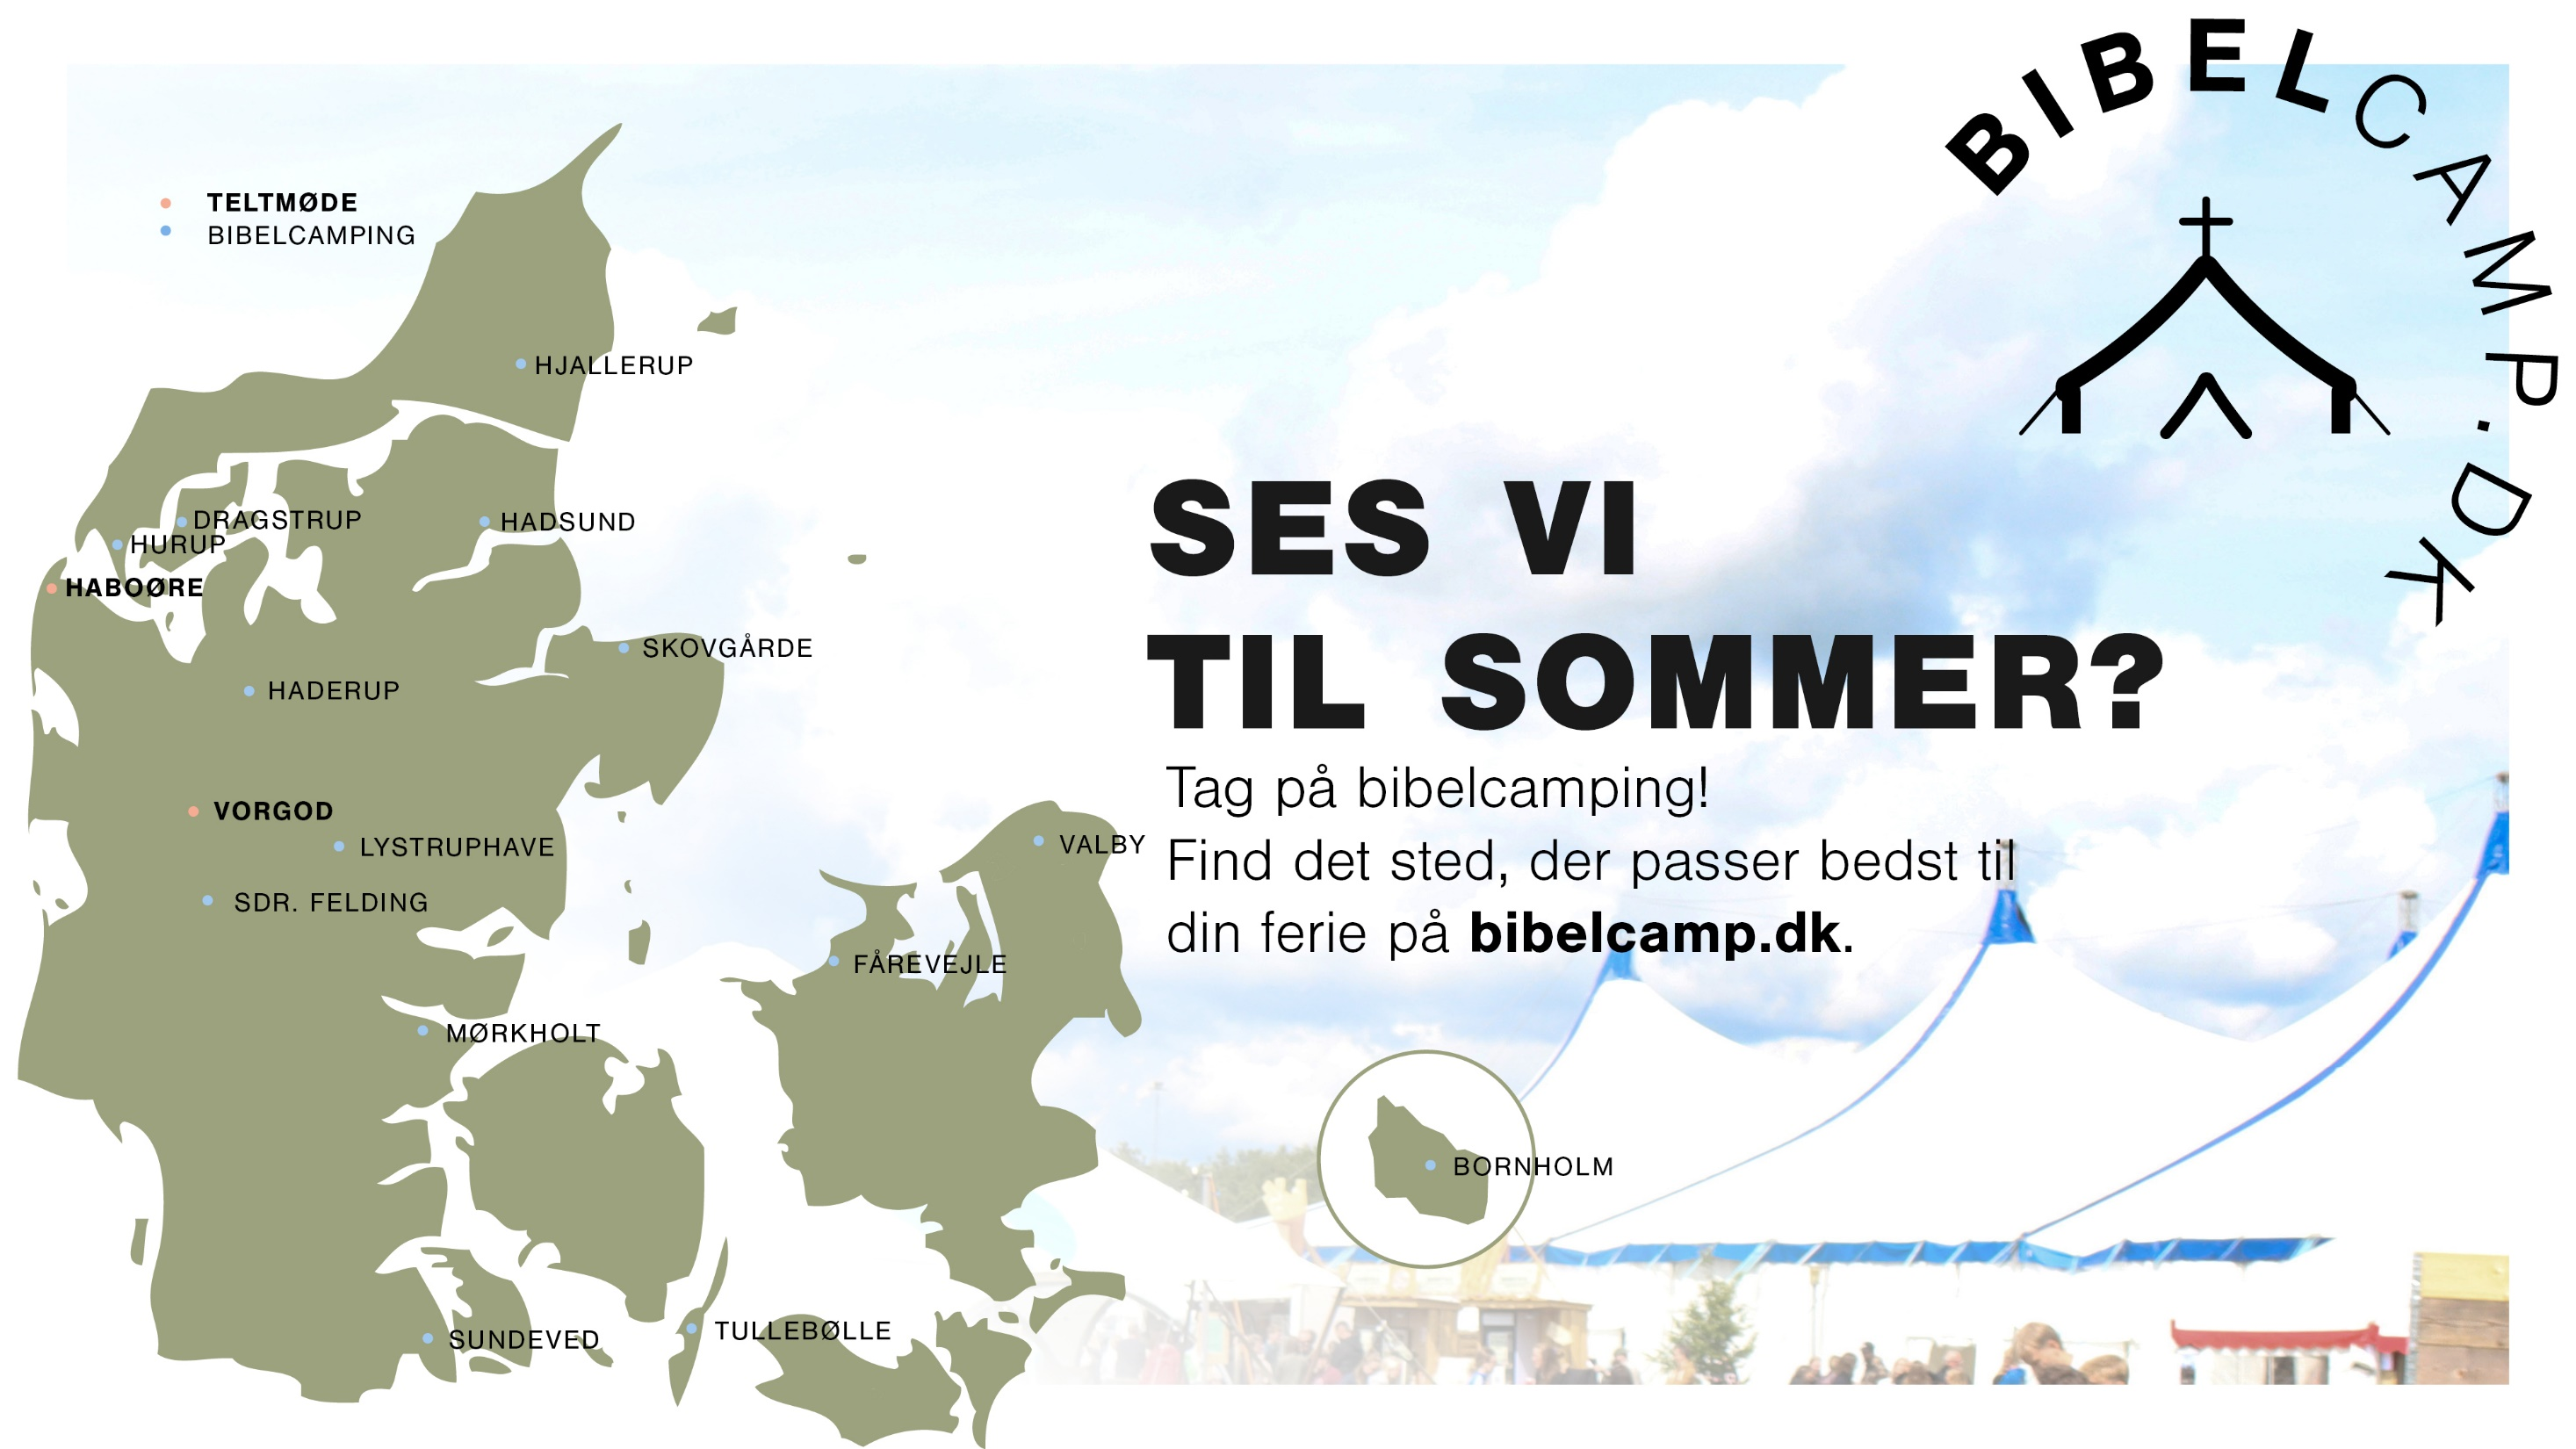 BIBELCAMP.DK
TELTMØDE
BIBELCAMPING
HJALLERUP
DRAGSTRUP
HADSUND
HURUP
HABOØRE
SKOVGÅRDE
HADERUP
VORGOD
LYSTRUPHAVE
VALBY
SDR. FELDING
FÅREVEJLE
MØRKHOLT
BORNHOLM
SUNDEVED
TULLEBØLLE
SES VI
TIL SOMMER?
Tag på bibelcamping!
Find det sted, der passer bedst til
din ferie på bibelcamp.dk.